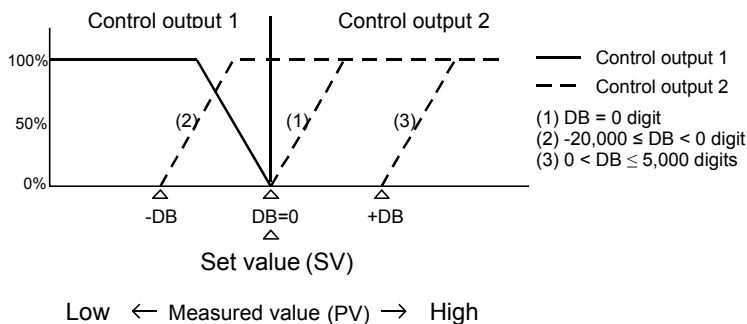 Control output 1
Control output 2
100%
50%
0%
(2)
(1)
(3)
-DB
DB=0
+DB
Set value (SV)
Low ← Measured value (PV) → High
Control output 1
Control output 2
(1) DB = 0 digit
(2) -20,000 ≤ DB < 0 digit
(3) 0 < DB ≤ 5,000 digits